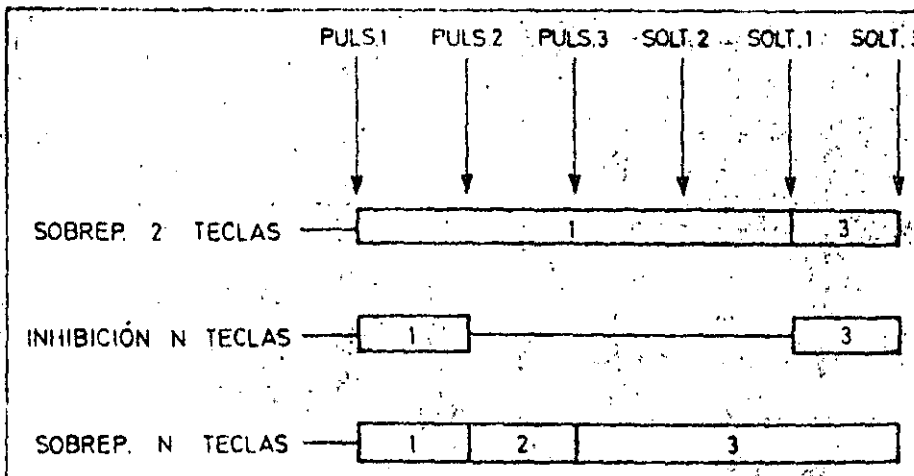 PULS.1 PULS.2 PULS.3 SOLT.2 SOLT.1 SOLT.
SOBREP. 2 TECLAS 1 3
INHIBICIÓN N TECLAS 1 3
SOBREP. N TECLAS 1 2 3